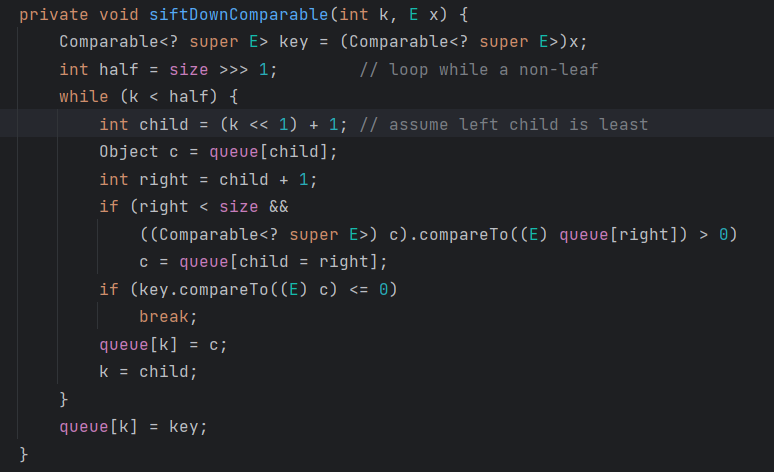 private void siftDownComparable(int k, E x) {
    Comparable<? super E> key = (Comparable<? super E>)x;
    int half = size >>> 1;        // loop while a non-leaf
    while (k < half) {
        int child = (k << 1) + 1; // assume left child is least
        Object c = queue[child];
        int right = child + 1;
        if (right < size &&
            ((Comparable<? super E>) c).compareTo((E) queue[right]) > 0)
            c = queue[child = right];
        if (key.compareTo((E) c) <= 0)
            break;
        queue[k] = c;
        k = child;
    }
    queue[k] = key;
}